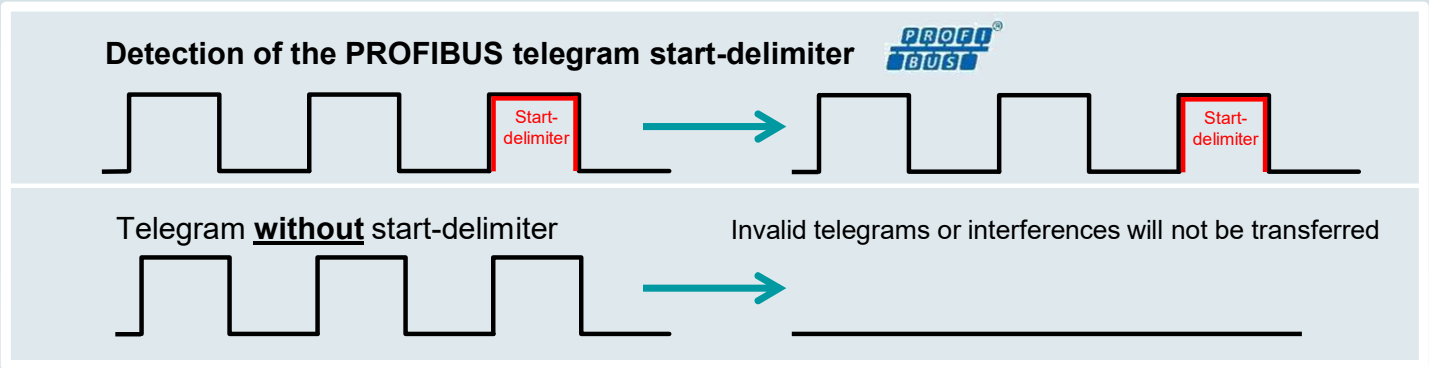 Detection of the PROFIBUS telegram start-delimiter
PROFI
BUS
®
Start-
delimiter
Start-
delimiter
Telegram without start-delimiter
Invalid telegrams or interferences will not be transferred